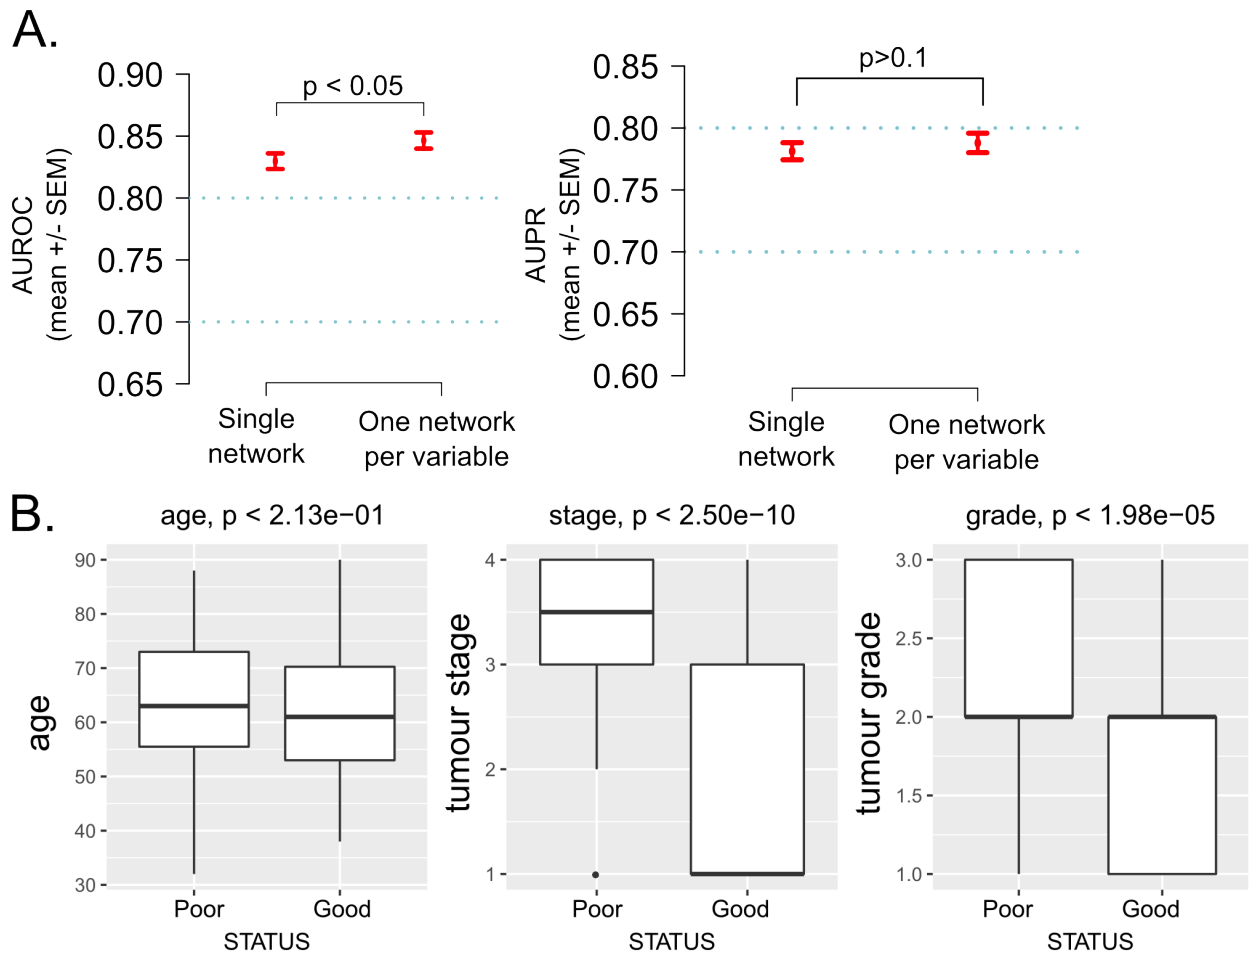 A.
0.90
0.85
0.80
0.75
0.70
0.65
AUROC
(mean +/- SEM)
p < 0.05
Single
network
One network
per variable
0.85
0.80
0.75
0.70
0.65
0.60
AUPR
(mean +/- SEM)
p>0.1
Single
network
One network
per variable
B.
age, p < 2.13e−01
90
80
70
60
50
40
30
age
Poor
Good
STATUS
stage, p < 2.50e−10
4
3
2
1
tumour stage
Poor
Good
STATUS
grade, p < 1.98e−05
3.0
2.5
2.0
1.5
1.0
tumour grade
Poor
Good
STATUS